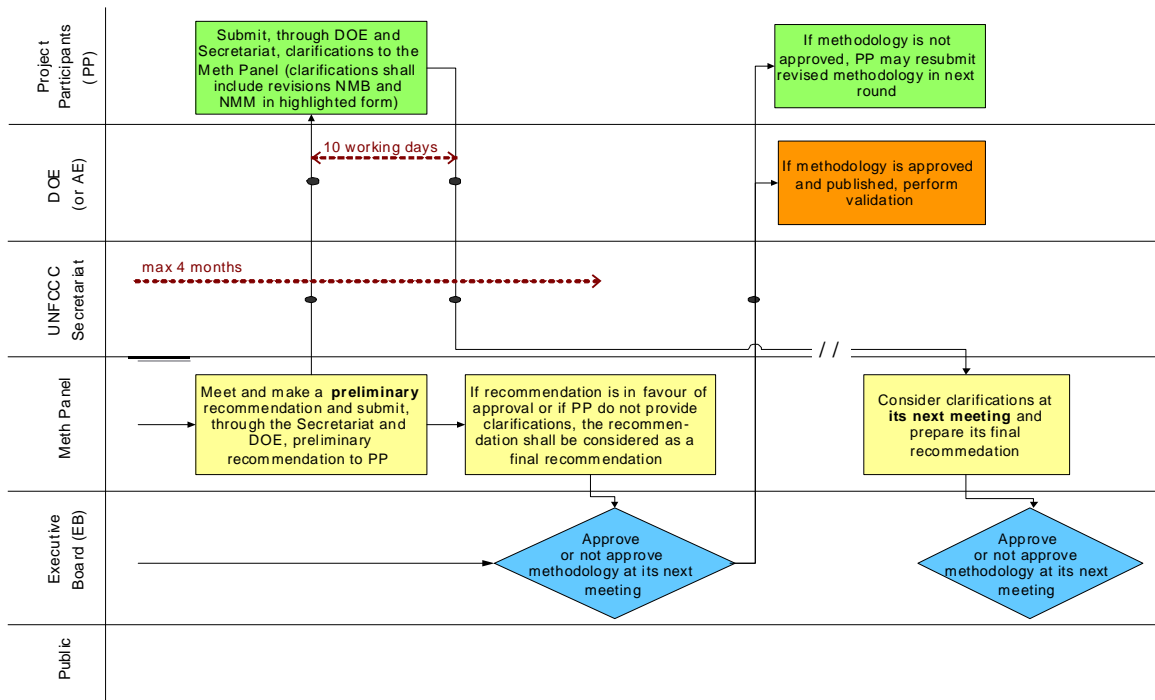 Project
Participants
(PP)
Submit, through DOE and
Secretariat, clarifications to the
Meth Panel (clarifications shall
include revisions NMB and
NMM in highlighted form)
If methodology is not
approved, PP may resubmit
revised methodology in next
round
DOE
(or AE)
10 working days
If methodology is approved
and published, perform
validation
UNFCCC
Secretariat
max 4 months
/ /
Meth Panel
Meet and make a preliminary
recommendation and submit,
through the Secretariat and
DOE, preliminary
recommendation to PP
If recommendation is in favour of
approval or if PP do not provide
clarifications, the recommen-
dation shall be considered as a
final recommendation
Consider clarifications at
its next meeting and
prepare its final
recommedation
Executive
Board (EB)
Approve
or not approve
methodology at its next
meeting
Approve
or not approve
methodology at its next
meeting
Public